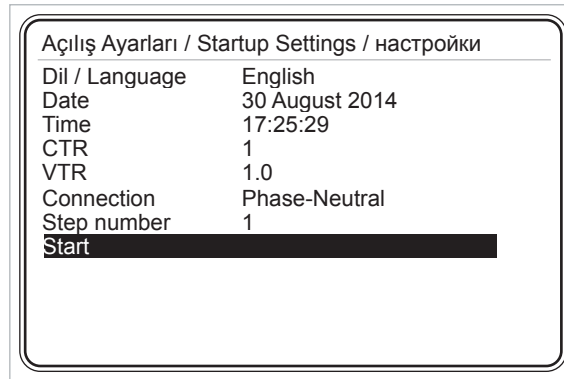 Açılış Ayarları / Startup Settings / настройки
Dil / Language English
Date 30 August 2014
Time 17:25:29
CTR 1
VTR 1.0
Connection Phase-Neutral
Step number 1
Start